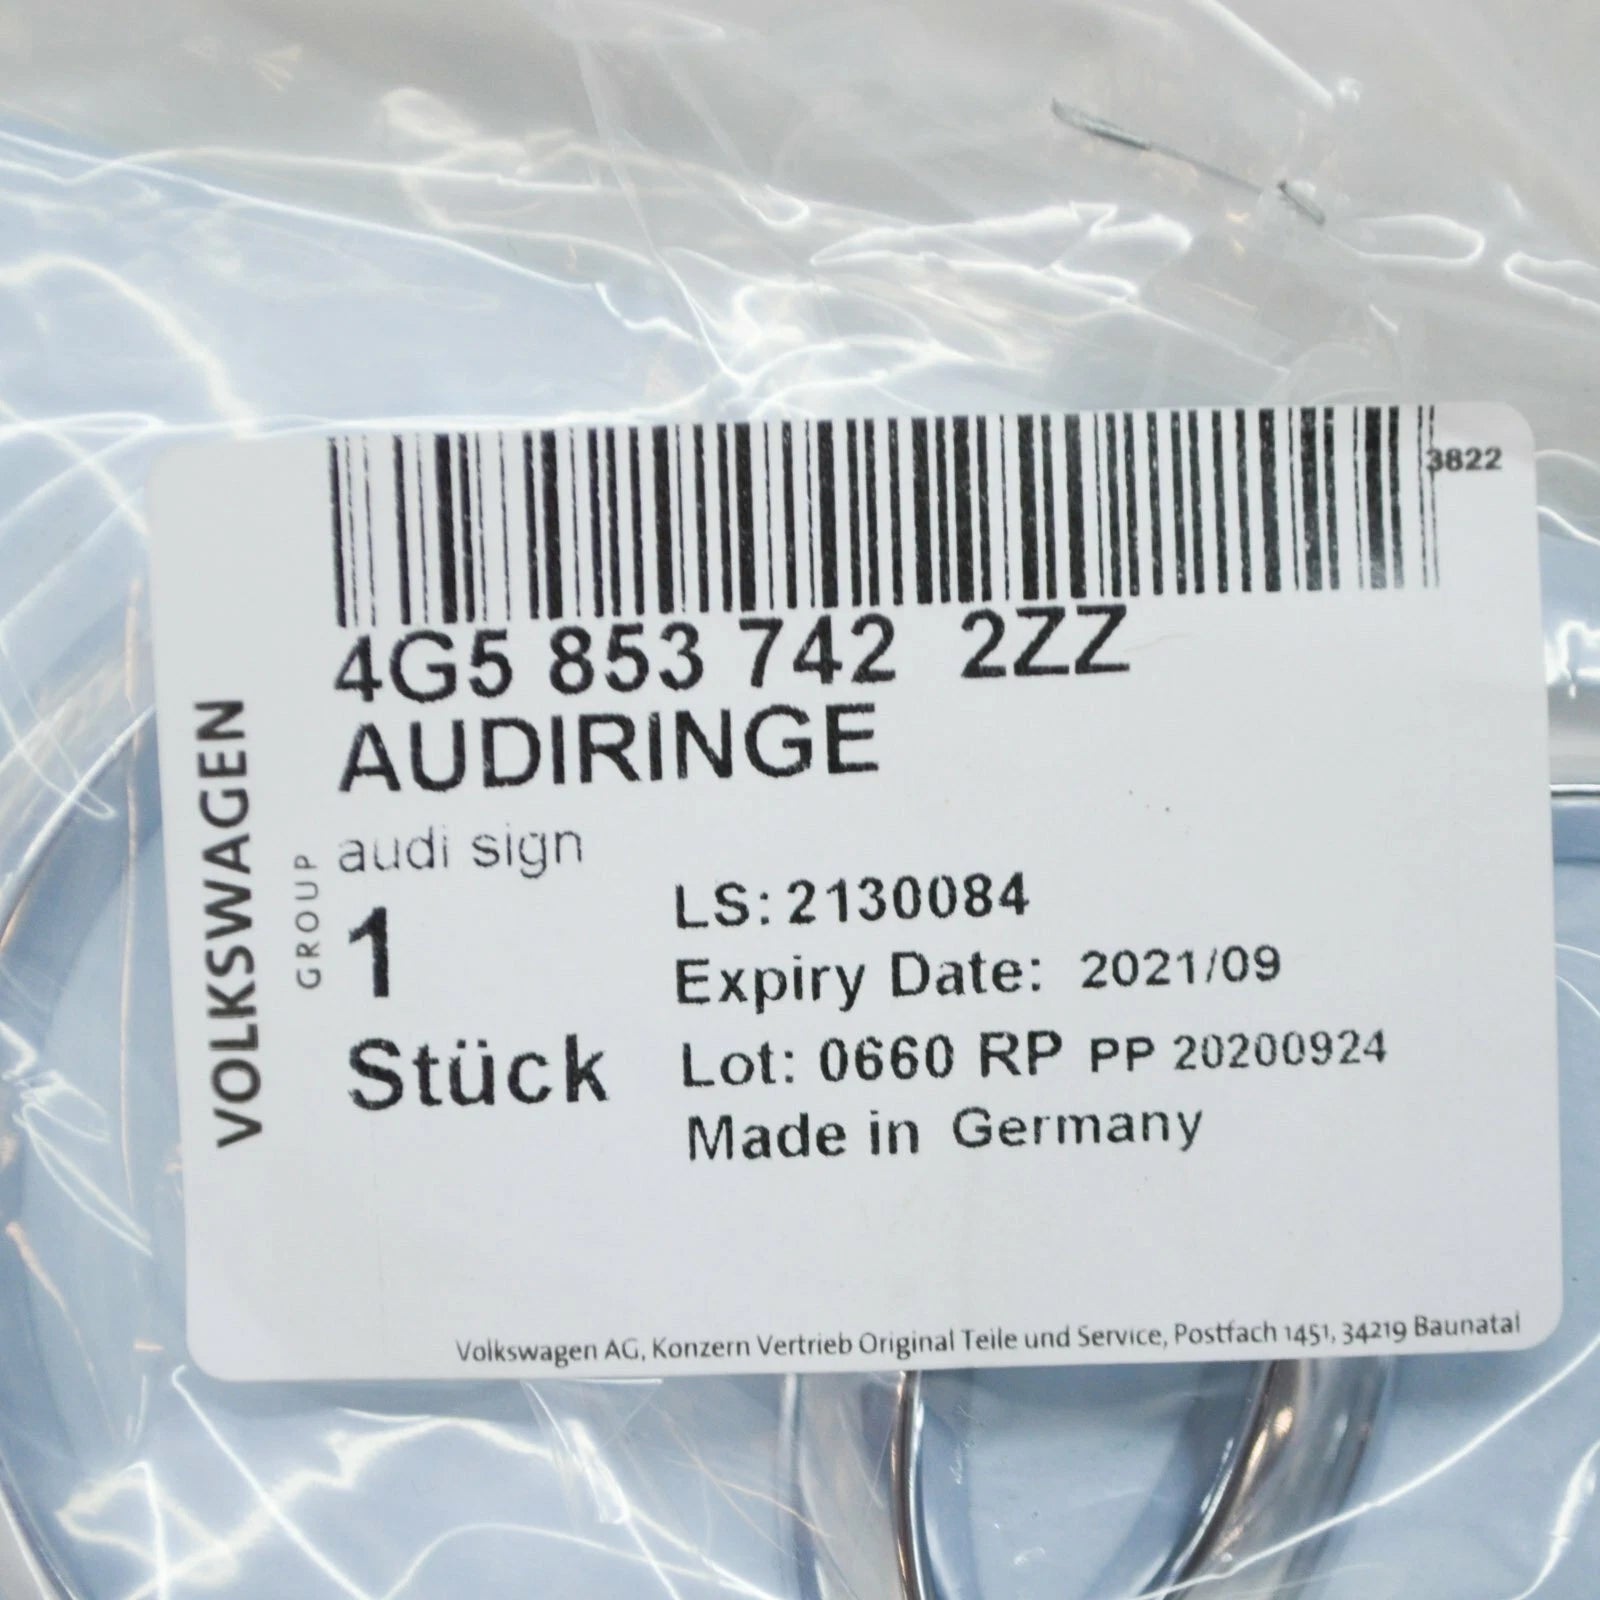 3822
4G5 853 742 2ZZ
AUDIRINGE
audi sign
1
Stück
LS: 2130084
Expiry Date: 2021/09
Lot: 0660 RP PP 20200924
Made in Germany
VOLKSWAGEN
GROUP
Volkswagen AG, Konzern Vertrieb Original Teile und Service, Postfach 1451, 34219 Baunatal